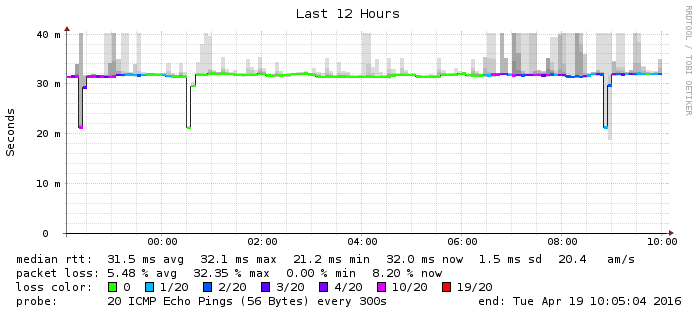 Last 12 Hours
RRDTOOL / TOBI OETIKER
Seconds
40 m
30 m
20 m
10 m
0
00:00 02:00 04:00 06:00 08:00 10:00
median rtt: 31.5 ms avg 32.1 ms max 21.2 ms min 32.0 ms now 1.5 ms sd 20.4 am/s
packet loss: 5.48 % avg 32.35 % max 0.00 % min 8.20 % now
loss color: 0 1/20 2/20 3/20 4/20 10/20 19/20
probe: 20 ICMP Echo Pings (56 Bytes) every 300s end: Tue Apr 19 10:05:04 2016